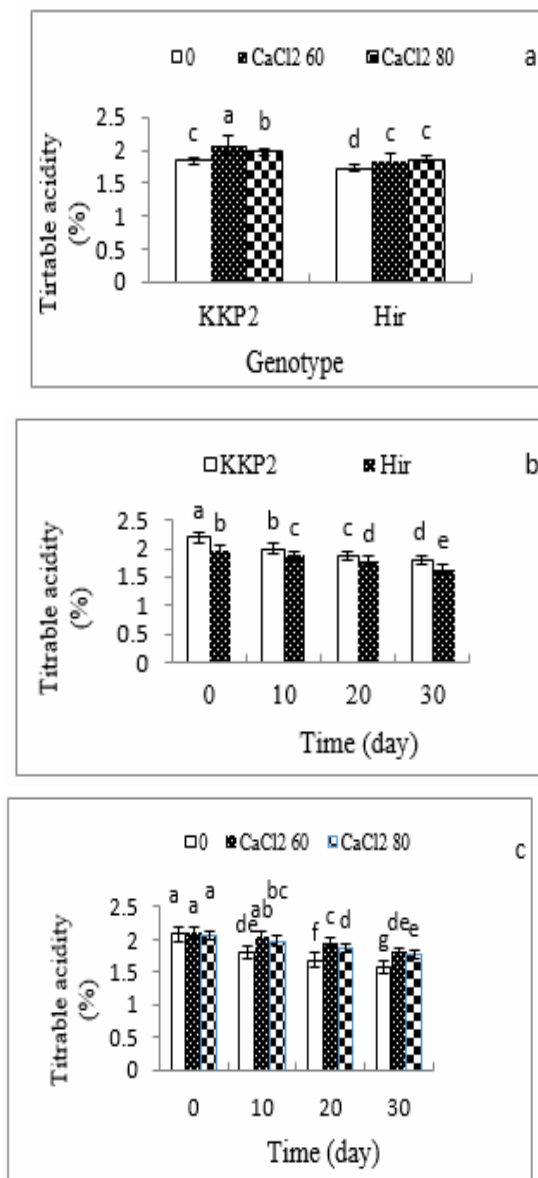 0 CaCl2 60 CaCl2 80 a
Tirtable acidity
(%)
2.5
2
1.5
1
0.5
0
c a b d c c
KKP2 Hir
Genotype
KKP2 Hir b
Titrable acidity
(%)
2.5
2
1.5
1
0.5
0
a b b c c d d e
0 10 20 30
Time (day)
0 CaCl2 60 CaCl2 80 c
Titrable acidity
(%)
2.5
2
1.5
1
0.5
0
a a a de ab bc f c d g de e
0 10 20 30
Time (day)